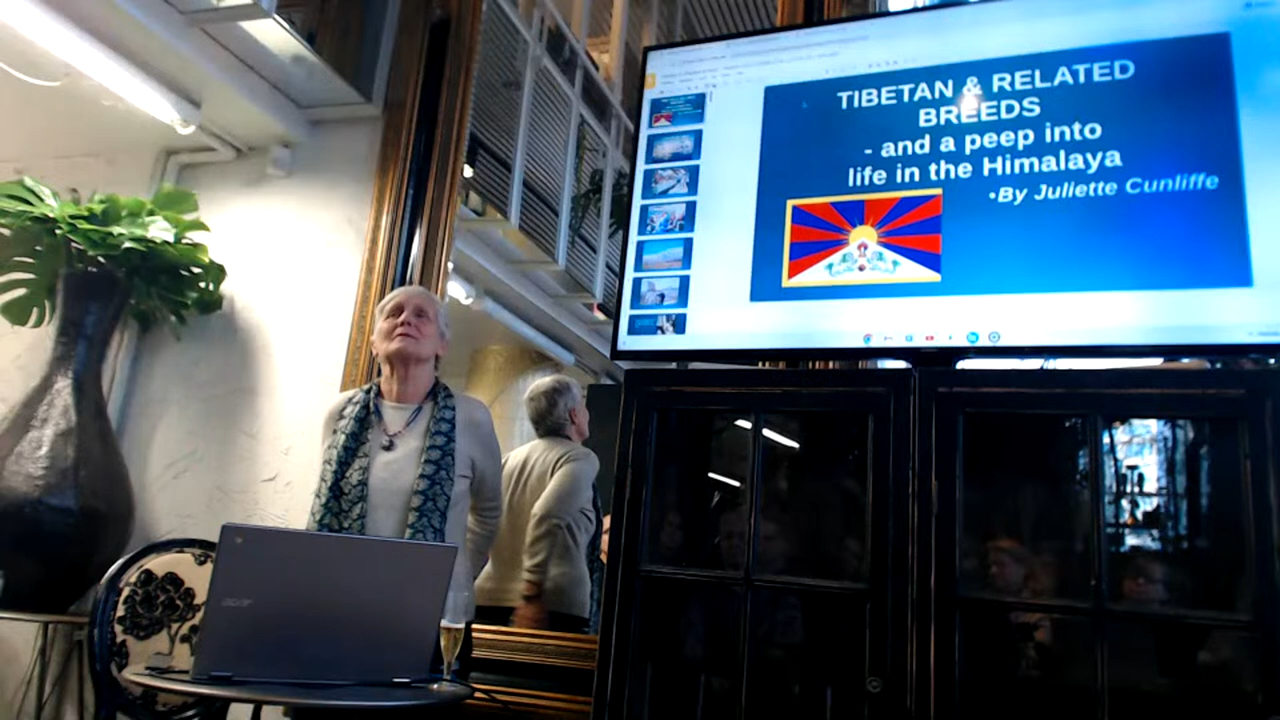 TIBETAN & RELATED
BREEDS
- and a peep into
life in the Himalaya
•By Juliette Cunliffe
acer